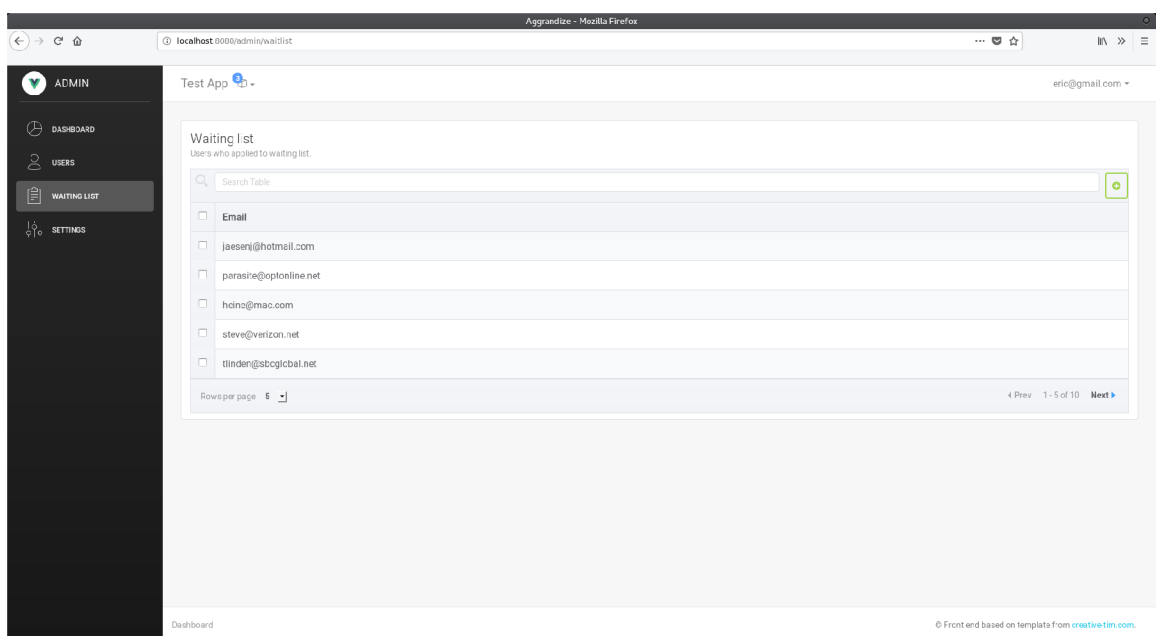 Aggrandize - Mozilla Firefox
localhost:8080/admin/waitlist
ADMIN
Test App 3
eric@gmail.com
DASHBOARD
USERS
WAITING LIST
SETTINGS
Waiting list
Users who applied to waiting list.
Search Table
Email
jaesenj@hotmail.com
parasite@optonline.net
heine@mac.com
steve@verizon.net
tlinden@sbcglobal.net
Rows per page 5
Prev 1 - 5 of 10 Next
Dashboard
© Front end based on template from creative-tim.com.